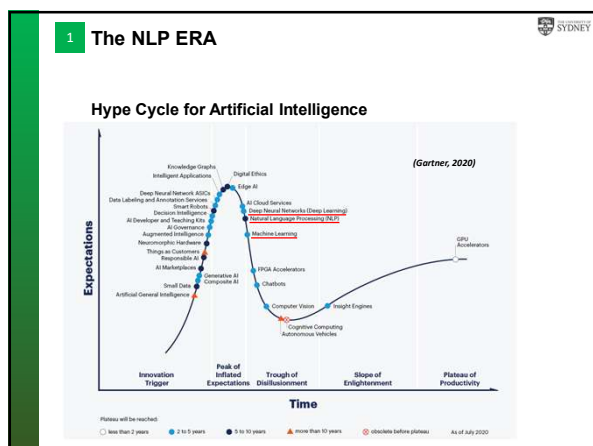 1 The NLP ERA
THE UNIVERSITY OF
SYDNEY
Hype Cycle for Artificial Intelligence
(Gartner, 2020)
Expectations
Knowledge Graphs
Intelligent Applications
Deep Neural Network ASICs
Data Labeling and Annotation Services
Smart Robots
Decision Intelligence
AI Developer and Teaching Kits
AI Governance
Augmented Intelligence
Neuromorphic Hardware
Things as Customers
Responsible AI
AI Marketplaces
Generative AI
Composite AI
Small Data
Artificial General Intelligence
Digital Ethics
Edge AI
AI Cloud Services
Deep Neural Networks (Deep Learning)
Natural Language Processing (NLP)
Machine Learning
FPGA Accelerators
Chatbots
Computer Vision
Cognitive Computing
Autonomous Vehicles
Insight Engines
GPU
Accelerators
Innovation
Trigger
Peak of
Inflated
Expectations
Trough of
Disillusionment
Slope of
Enlightenment
Plateau of
Productivity
Time
Plateau will be reached:
less than 2 years
2 to 5 years
5 to 10 years
more than 10 years
obsolete before plateau
As of July 2020